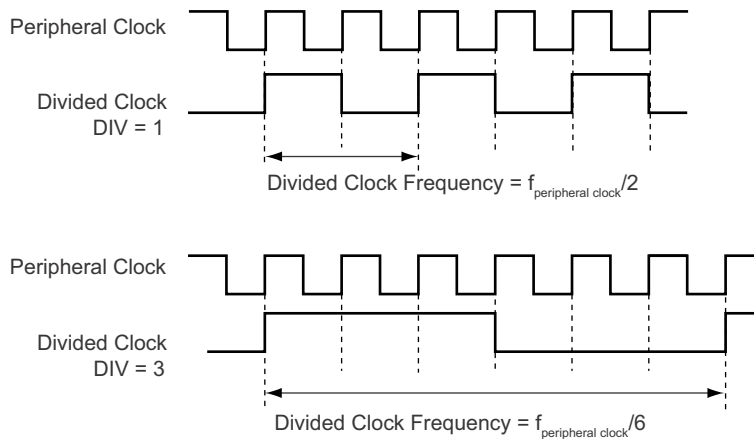 Peripheral Clock
Divided Clock
DIV = 1
Divided Clock Frequency = fperipheral clock/2
Peripheral Clock
Divided Clock
DIV = 3
Divided Clock Frequency = fperipheral clock/6